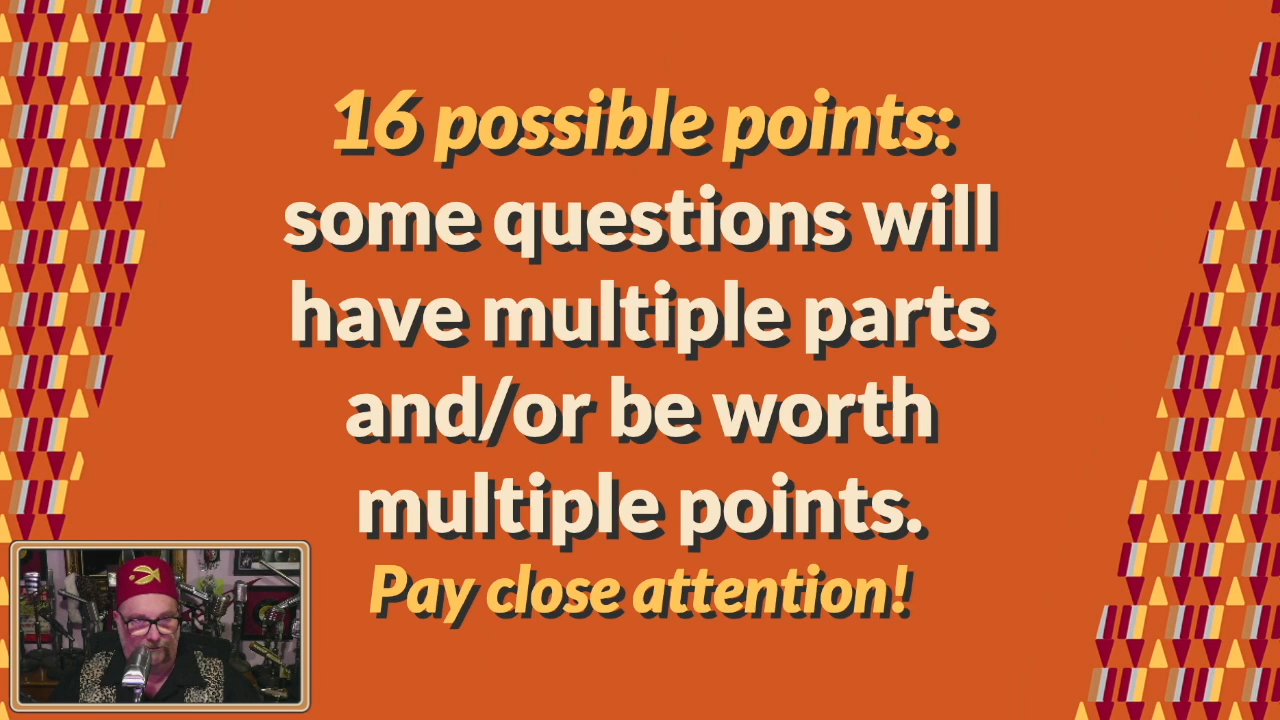 16 possible points:
some questions will
have multiple parts
and/or be worth
multiple points.
Pay close attention!